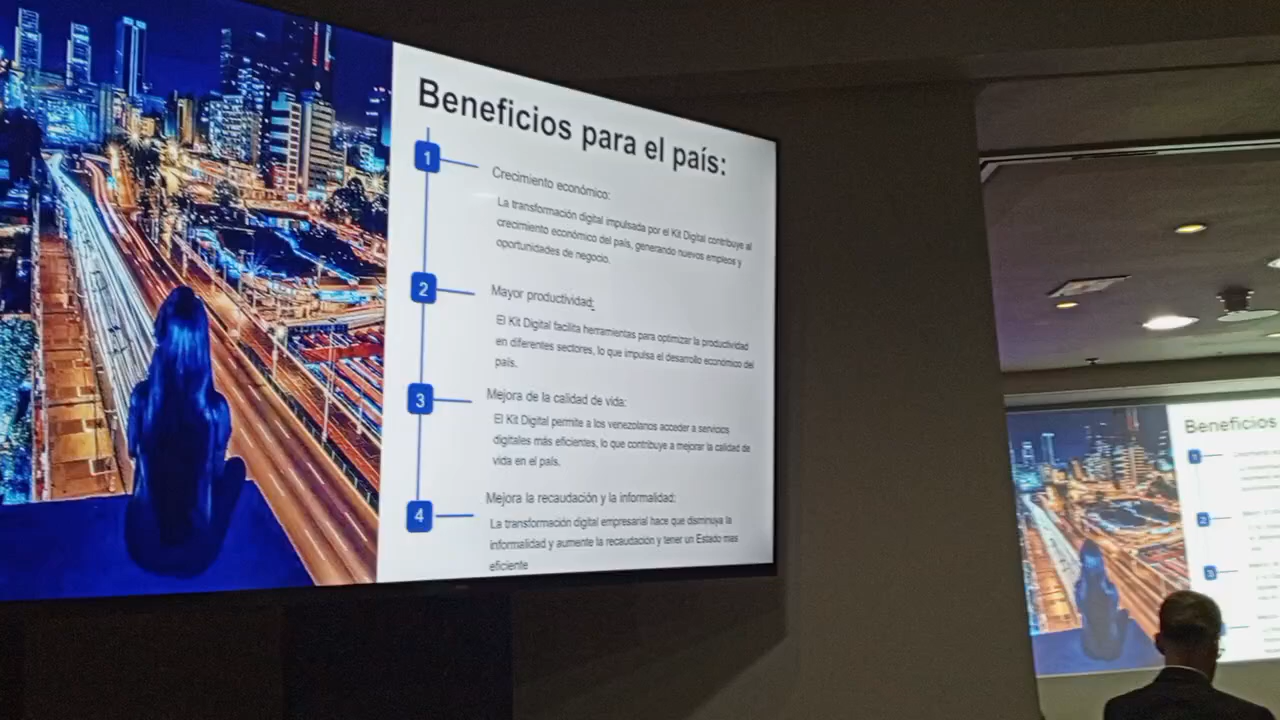 Beneficios para el país:
1
Crecimiento económico:
La transformación digital impulsada por el Kit Digital contribuye al
crecimiento económico del país, generando nuevos empleos y
oportunidades de negocio.
2
Mayor productividad:
El Kit Digital facilita herramientas para optimizar la productividad
en diferentes sectores, lo que impulsa el desarrollo económico del
país.
3
Mejora de la calidad de vida:
El Kit Digital permite a los venezolanos acceder a servicios
digitales más eficientes, lo que contribuye a mejorar la calidad de
vida en el país.
4
Mejora la recaudación y la informalidad:
La transformación digital empresarial hace que disminuya la
informalidad y aumente la recaudación y tener un Estado mas
eficiente
Beneficios
1
2
3